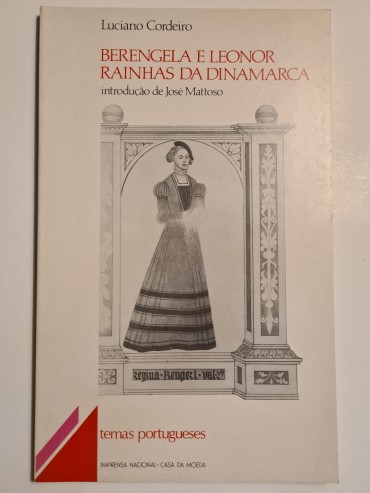 Luciano Cordeiro
BERENGELA E LEONOR
RAINHAS DA DINAMARCA
introdução de José Mattoso
temas portugueses
IMPRENSA NACIONAL - CASA DA MOEDA